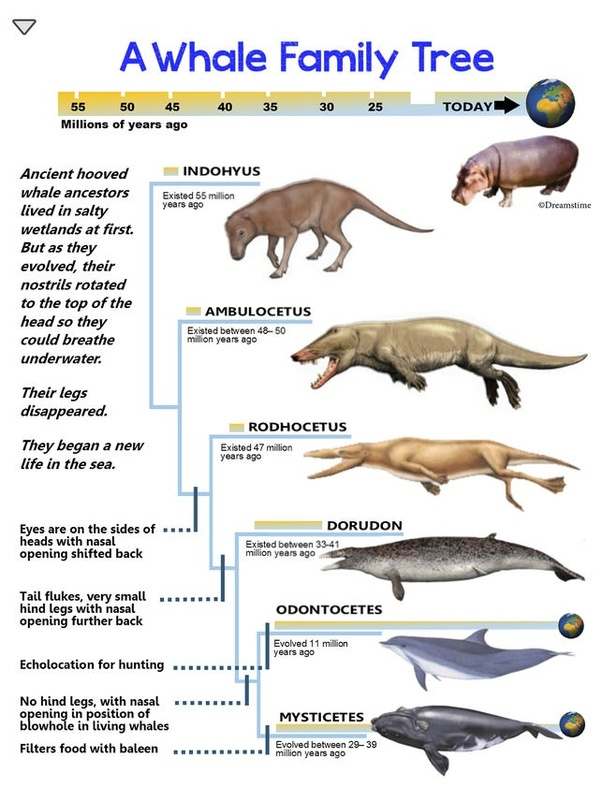 A Whale Family Tree
55 50 45 40 35 30 25 TODAY
Millions of years ago
©Dreamstime
Ancient hooved
whale ancestors
lived in salty
wetlands at first.
But as they
evolved, their
nostrils rotated
to the top of the
head so they
could breathe
underwater.
Their legs
disappeared.
They began a new
life in the sea.
INDOHYUS
Existed 55 million
years ago
AMBULOCETUS
Existed between 48–50
million years ago
RODHOCETUS
Existed 47 million
years ago
Eyes are on the sides of
heads with nasal
opening shifted back
DORUDON
Existed between 33-41
million years ago
Tail flukes, very small
hind legs with nasal
opening further back
ODONTOCETES
Evolved 11 million
years ago
Echolocation for hunting
No hind legs, with nasal
opening in position of
blowhole in living whales
MYSTICETES
Evolved between 29–39
million years ago
Filters food with baleen